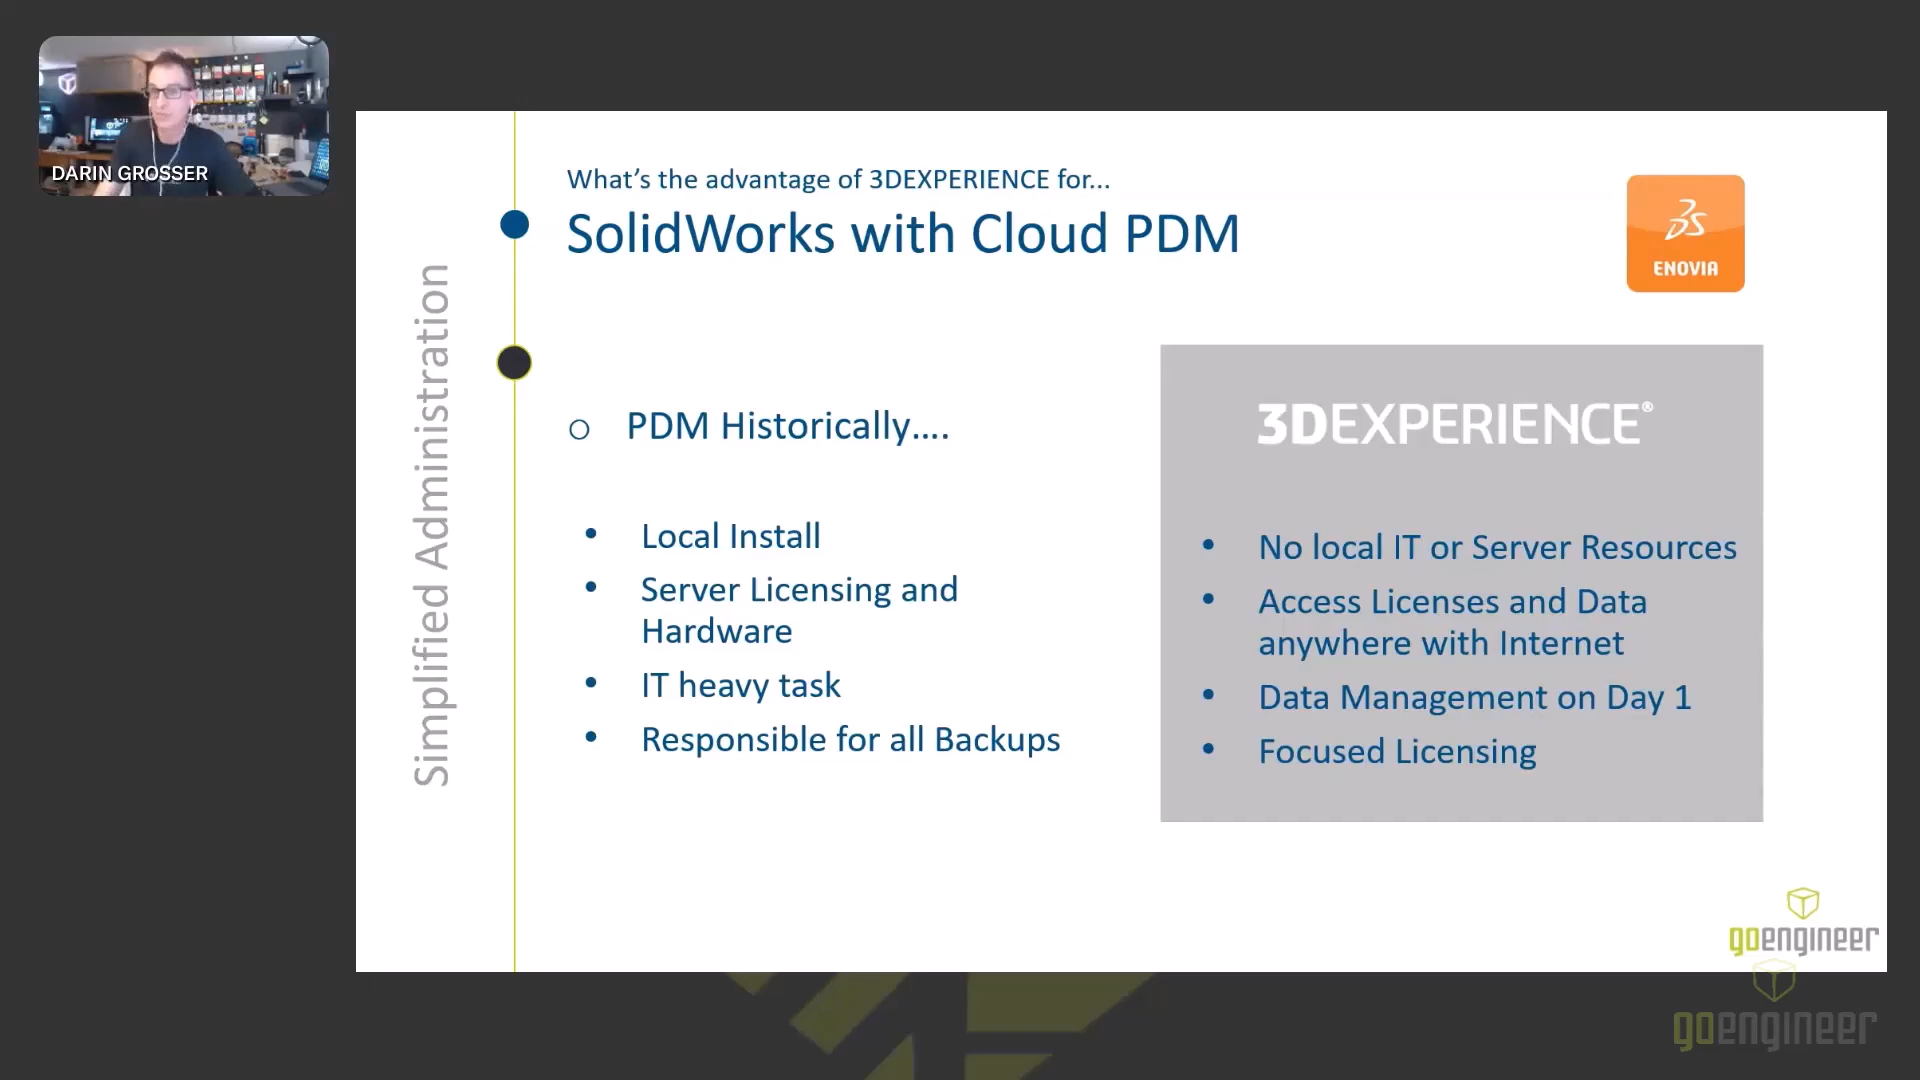 DARIN GROSSER
What’s the advantage of 3DEXPERIENCE for...
SolidWorks with Cloud PDM
3DS
ENOVIA
Simplified Administration
PDM Historically....
Local Install
Server Licensing and
Hardware
IT heavy task
Responsible for all Backups
3DEXPERIENCE®
No local IT or Server Resources
Access Licenses and Data
anywhere with Internet
Data Management on Day 1
Focused Licensing
goengineer
goengineer